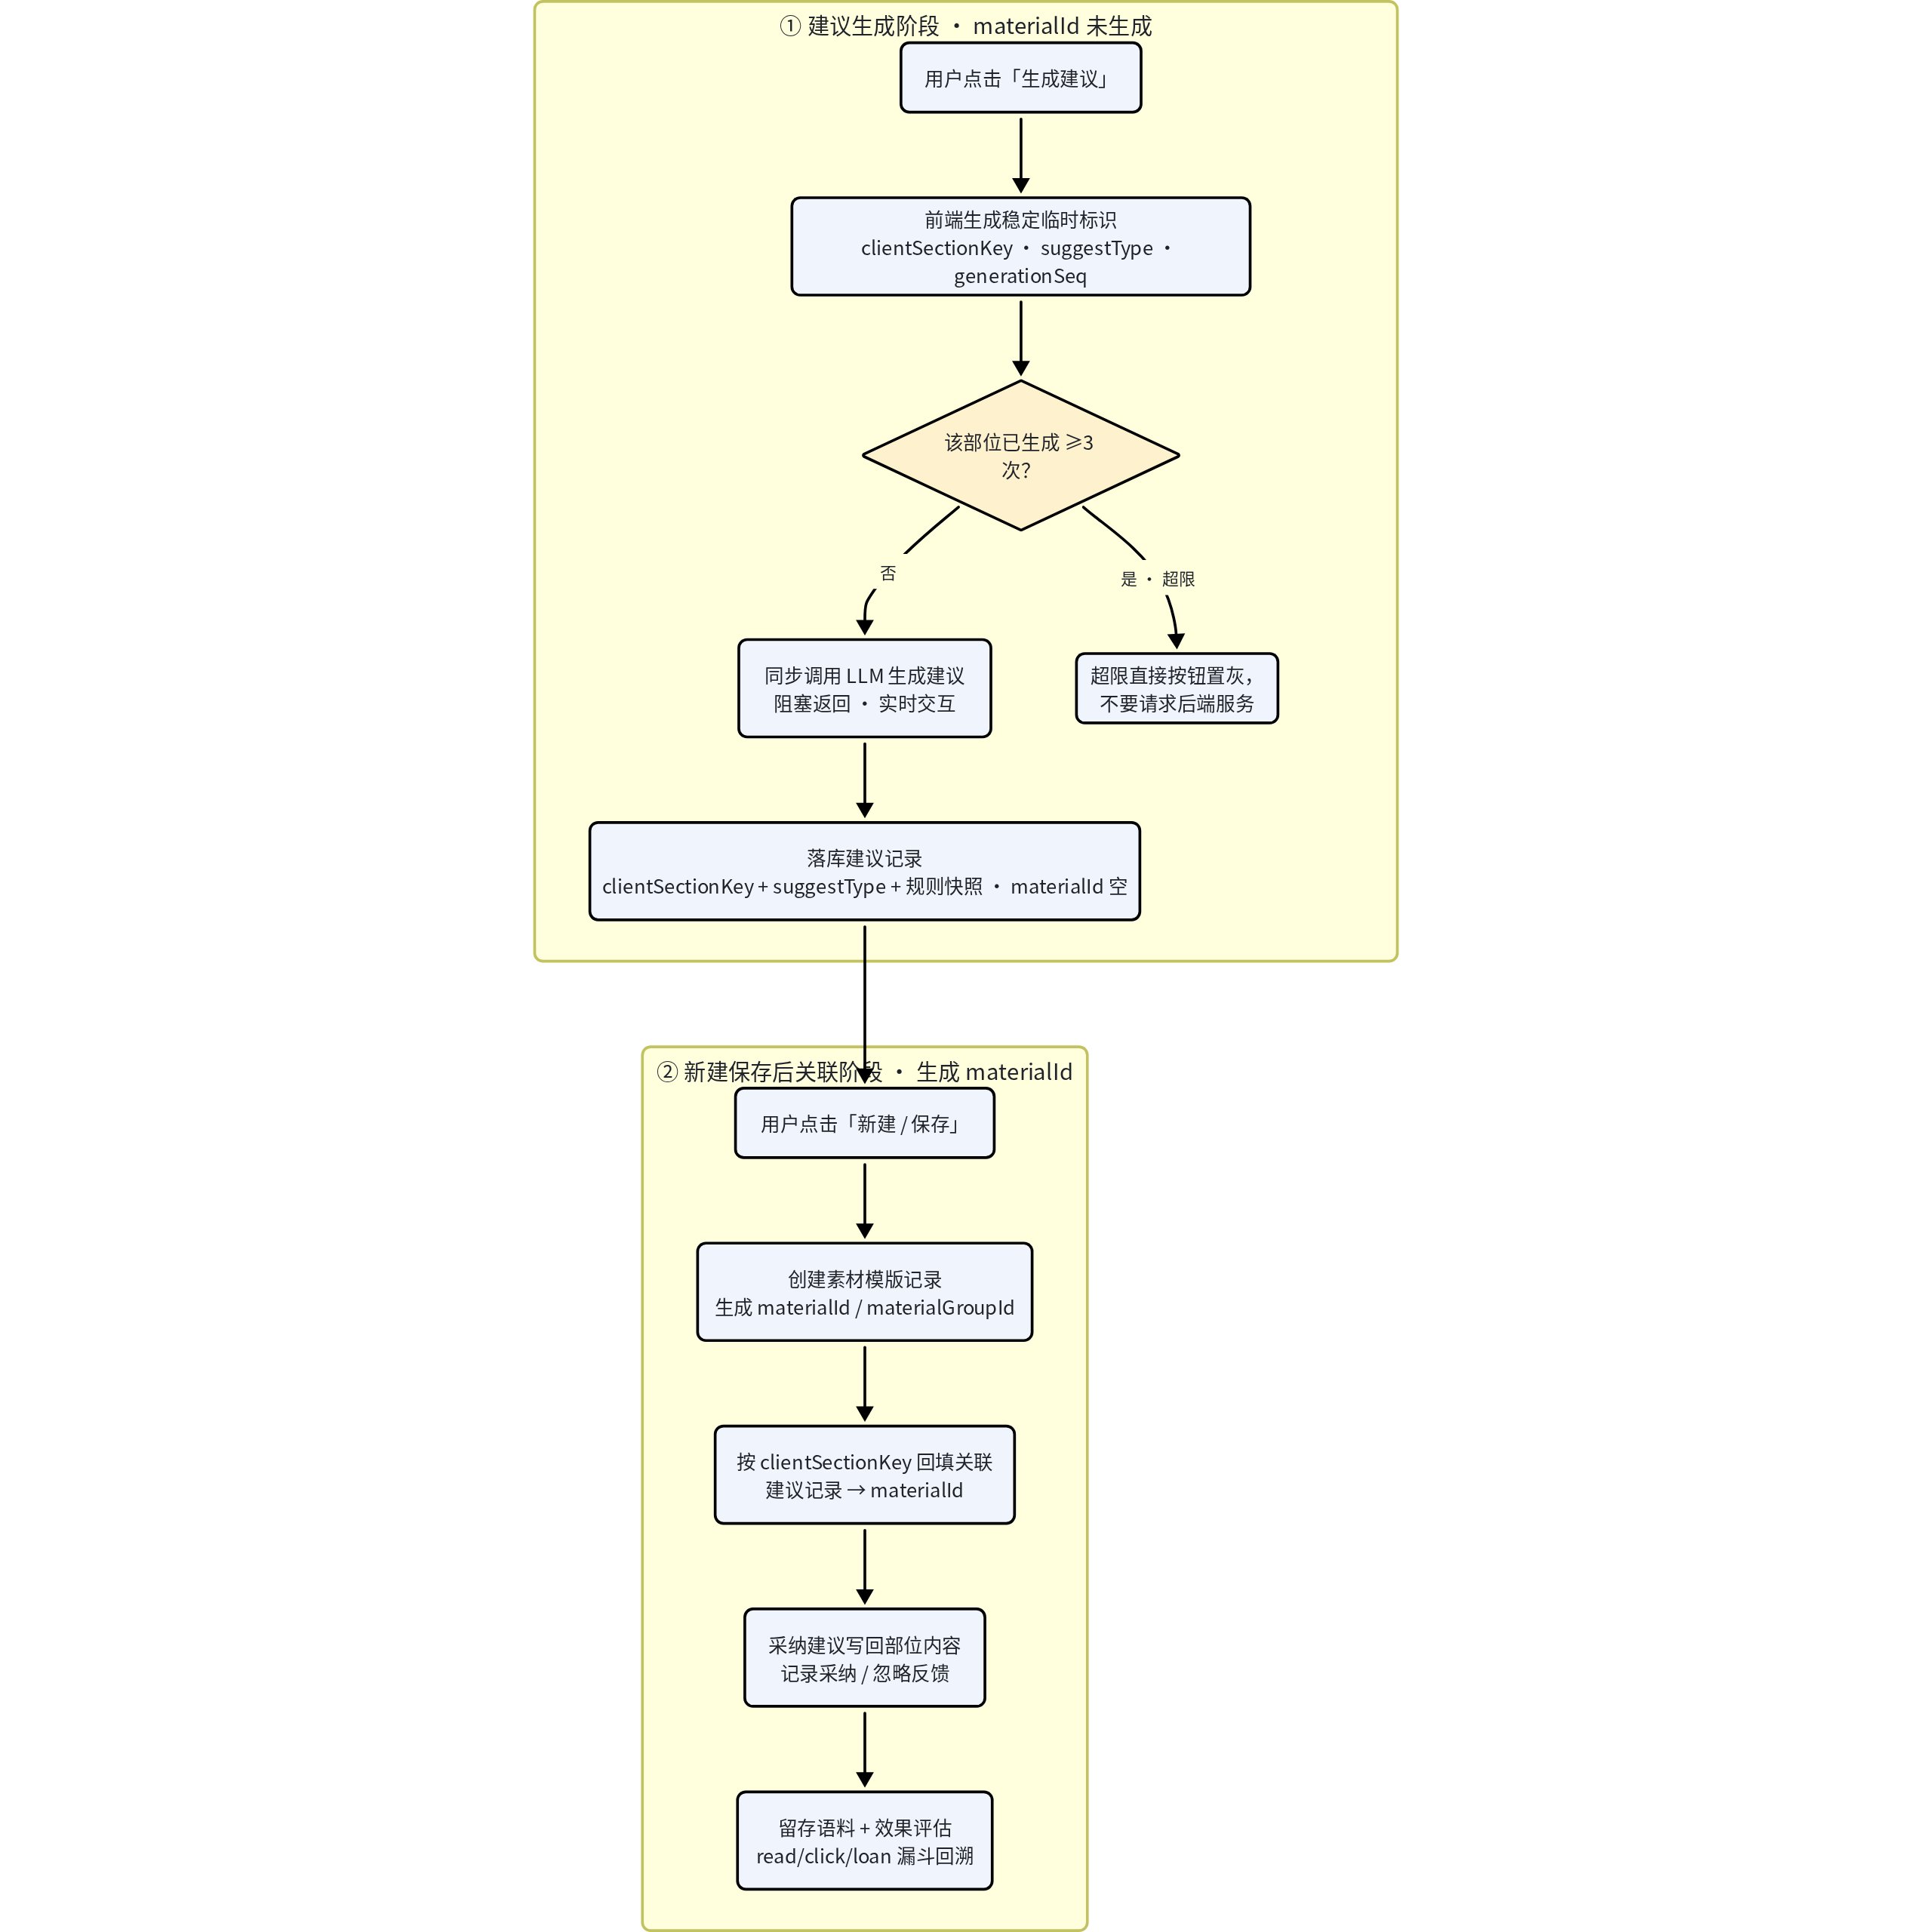 ① 建议生成阶段 · materialId 未生成
用户点击「生成建议」
前端生成稳定临时标识
clientSectionKey · suggestType ·
generationSeq
该部位已生成 ≥3
次？
否
是 · 超限
同步调用 LLM 生成建议
阻塞返回 · 实时交互
超限直接按钮置灰，
不要请求后端服务
落库建议记录
clientSectionKey + suggestType + 规则快照 · materialId 空
② 新建保存后关联阶段 · 生成 materialId
用户点击「新建 / 保存」
创建素材模版记录
生成 materialId / materialGroupId
按 clientSectionKey 回填关联
建议记录 → materialId
采纳建议写回部位内容
记录采纳 / 忽略反馈
留存语料 + 效果评估
read/click/loan 漏斗回溯